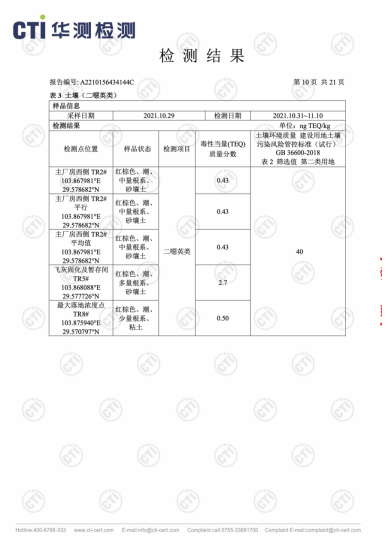 CTI 华测检测
检 测 结 果
报告编号: A2210156434144C 第 10 页 共 21 页
表 3 土壤（二噁英类）
样品信息
采样日期 2021.10.29 检测日期 2021.10.31~11.10
检测结果 单位: ng TEQ/kg
检测点位置 样品状态 检测项目 毒性当量(TEQ)质量分数 土壤环境质量 建设用地土壤
污染风险管控标准（试行）
GB 36600-2018
表 2 筛选值 第二类用地
主厂房西侧 TR2#
103.867981°E
29.578682°N
红棕色、潮、
中量根系、
砂壤土
0.43
主厂房西侧 TR2#
平行
103.867981°E
29.578682°N
红棕色、潮、
中量根系、
砂壤土
0.43
主厂房西侧 TR2#
平均值
103.867981°E
29.578682°N
红棕色、潮、
中量根系、
砂壤土
二噁英类
0.43
40
飞灰固化及暂存间
TR5#
103.868088°E
29.577726°N
红棕色、潮、
多量根系、
砂壤土
2.7
最大落地浓度点
TR8#
103.875940°E
29.570797°N
红棕色、潮、
少量根系、
粘土
0.50
Hotline:400-6788-333 www.cti-cert.com E-mail:info@cti-cert.com Complaint call:0755-33681700 Complaint E-mail:complaint@cti-cert.com